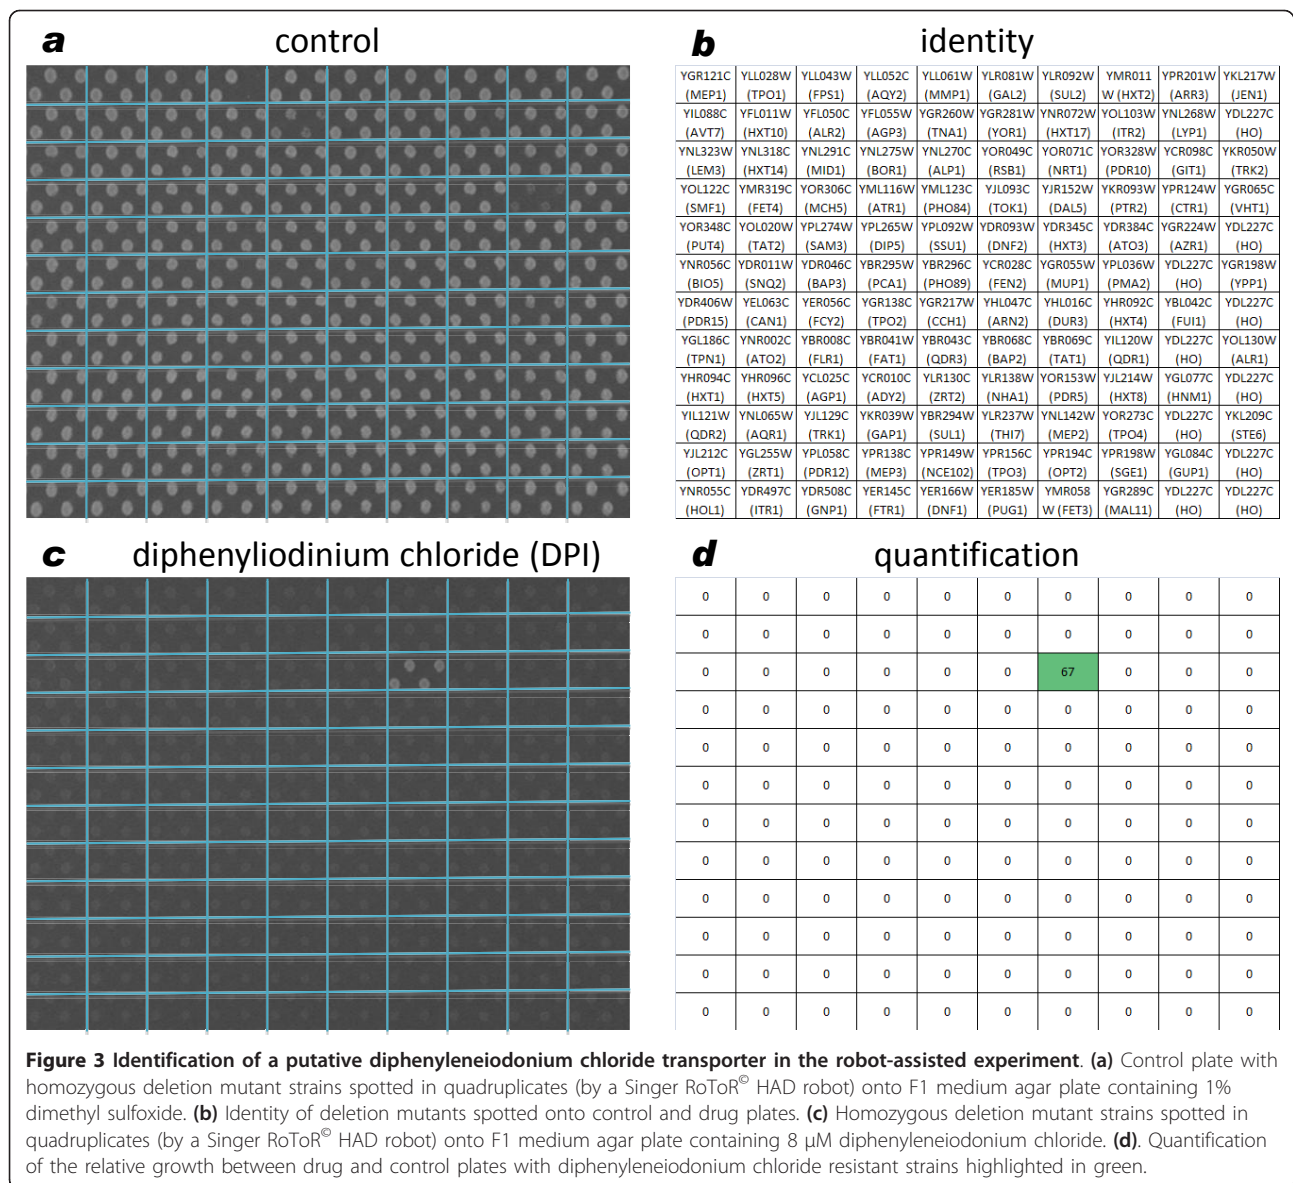 a control
b identity
YGR121C YLL028W YLL043W YLL052C YLL061W YLR081W YLR092W YMR011 YPR201W YKL217W
(MEP1) (TPO1) (FPS1) (AQY2) (MMP1) (GAL2) (SUL2) W (HXT2) (ARR3) (JEN1)
YIL088C YFL011W YFL050C YFL055W YGR260W YGR281W YNR072W YOL103W YNL268W YDL227C
(AVT7) (HXT10) (ALR2) (AGP3) (TNA1) (YOR1) (HXT17) (ITR2) (LYP1) (HO)
YNL323W YNL318C YNL291C YNL275W YNL270C YOR049C YOR071C YOR328W YCR098C YKR050W
(LEM3) (HXT14) (MID1) (BOR1) (ALP1) (RSB1) (NRT1) (PDR10) (GIT1) (TRK2)
YOL122C YMR319C YOR306C YML116W YML123C YJL093C YJR152W YKR093W YPR124W YGR065C
(SMF1) (FET4) (MCH5) (ATR1) (PHO84) (TOK1) (DAL5) (PTR2) (CTR1) (VHT1)
YOR348C YOL020W YPL274W YPL265W YPL092W YDR093W YDR345C YDR384C YGR224W YDL227C
(PUT4) (TAT2) (SAM3) (DIP5) (SSU1) (DNF2) (HXT3) (ATO3) (AZR1) (HO)
YNR056C YDR011W YDR046C YBR295W YBR296C YCR028C YGR055W YPL036W YDL227C YGR198W
(BIO5) (SNQ2) (BAP3) (PCA1) (PHO89) (FEN2) (MUP1) (PMA2) (HO) (YPP1)
YDR406W YEL063C YER056C YGR138C YGR217W YHL047C YHL016C YHR092C YBL042C YDL227C
(PDR15) (CAN1) (FCY2) (TPO2) (CCH1) (ARN2) (DUR3) (HXT4) (FUI1) (HO)
YGL186C YNR002C YBR008C YBR041W YBR043C YBR068C YBR069C YIL120W YDL227C YOL130W
(TPN1) (ATO2) (FLR1) (FAT1) (QDR3) (BAP2) (TAT1) (QDR1) (HO) (ALR1)
YHR094C YHR096C YCL025C YCR010C YLR130C YLR138W YOR153W YJL214W YGL077C YDL227C
(HXT1) (HXT5) (AGP1) (ADY2) (ZRT2) (NHA1) (PDR5) (HXT8) (HNM1) (HO)
YIL121W YNL065W YJL129C YKR039W YBR294W YLR237W YNL142W YOR273C YDL227C YKL209C
(QDR2) (AQR1) (TRK1) (GAP1) (SUL1) (THI7) (MEP2) (TPO4) (HO) (STE6)
YJL212C YGL255W YPL058C YPR138C YPR149W YPR156C YPR194C YPR198W YGL084C YDL227C
(OPT1) (ZRT1) (PDR12) (MEP3) (NCE102) (TPO3) (OPT2) (SGE1) (GUP1) (HO)
YNR055C YDR497C YDR508C YER145C YER166W YER185W YMR058 YGR289C YDL227C YDL227C
(HOL1) (ITR1) (GNP1) (FTR1) (DNF1) (PUG1) W (FET3) (MAL11) (HO) (HO)
c diphenyliodinium chloride (DPI)
d quantification
0 0 0 0 0 0 0 0 0 0
0 0 0 0 0 0 0 0 0 0
0 0 0 0 0 0 67 0 0 0
0 0 0 0 0 0 0 0 0 0
0 0 0 0 0 0 0 0 0 0
0 0 0 0 0 0 0 0 0 0
0 0 0 0 0 0 0 0 0 0
0 0 0 0 0 0 0 0 0 0
0 0 0 0 0 0 0 0 0 0
0 0 0 0 0 0 0 0 0 0
0 0 0 0 0 0 0 0 0 0
0 0 0 0 0 0 0 0 0 0
Figure 3 Identification of a putative diphenyleneiodonium chloride transporter in the robot-assisted experiment. (a) Control plate with
homozygous deletion mutant strains spotted in quadruplicates (by a Singer RoToR© HAD robot) onto F1 medium agar plate containing 1%
dimethyl sulfoxide. (b) Identity of deletion mutants spotted onto control and drug plates. (c) Homozygous deletion mutant strains spotted in
quadruplicates (by a Singer RoToR© HAD robot) onto F1 medium agar plate containing 8 μM diphenyleneiodonium chloride. (d). Quantification
of the relative growth between drug and control plates with diphenyleneiodonium chloride resistant strains highlighted in green.